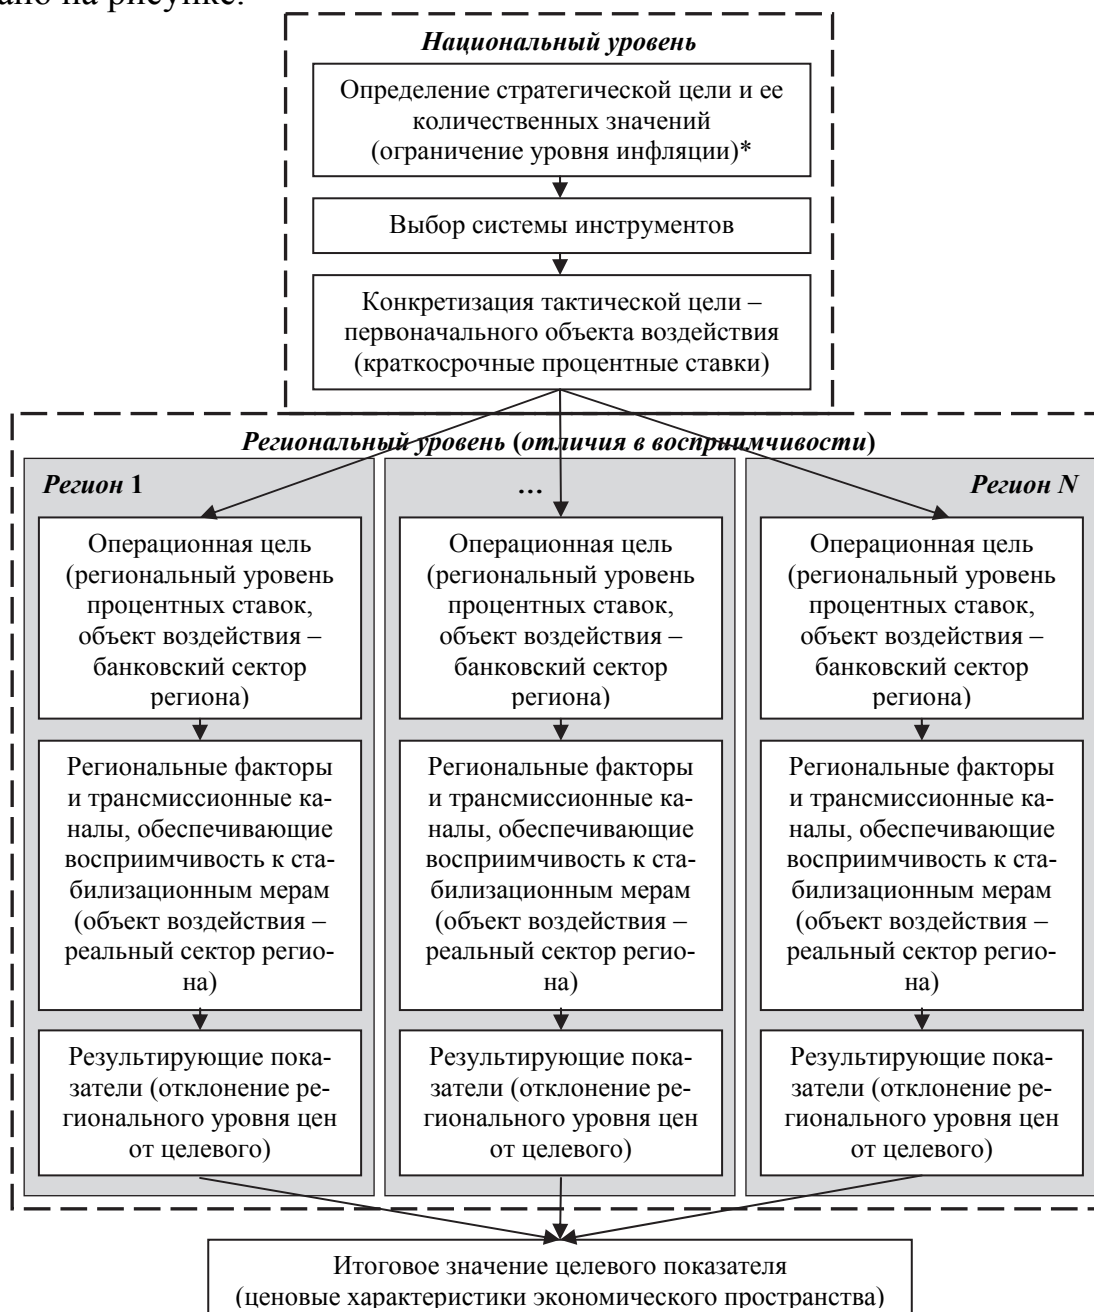 ано на рисунке.
Национальный уровень
Определение стратегической цели и ее
количественных значений
(ограничение уровня инфляции)*
Выбор системы инструментов
Конкретизация тактической цели –
первоначального объекта воздействия
(краткосрочные процентные ставки)
Региональный уровень (отличия в восприимчивости)
Регион 1
Операционная цель
(региональный уровень
процентных ставок,
объект воздействия –
банковский сектор
региона)
Региональные факторы
и трансмиссионные ка-
налы, обеспечивающие
восприимчивость к ста-
билизационным мерам
(объект воздействия –
реальный сектор регио-
на)
Результирующие пока-
затели (отклонение ре-
гионального уровня цен
от целевого)
...
Операционная цель
(региональный уровень
процентных ставок,
объект воздействия –
банковский сектор
региона)
Региональные факторы
и трансмиссионные ка-
налы, обеспечивающие
восприимчивость к ста-
билизационным мерам
(объект воздействия –
реальный сектор регио-
на)
Результирующие пока-
затели (отклонение ре-
гионального уровня цен
от целевого)
Регион N
Операционная цель
(региональный уровень
процентных ставок,
объект воздействия –
банковский сектор
региона)
Региональные факторы
и трансмиссионные ка-
налы, обеспечивающие
восприимчивость к ста-
билизационным мерам
(объект воздействия –
реальный сектор регио-
на)
Результирующие пока-
затели (отклонение ре-
гионального уровня цен
от целевого)
Итоговое значение целевого показателя
(ценовые характеристики экономического пространства)